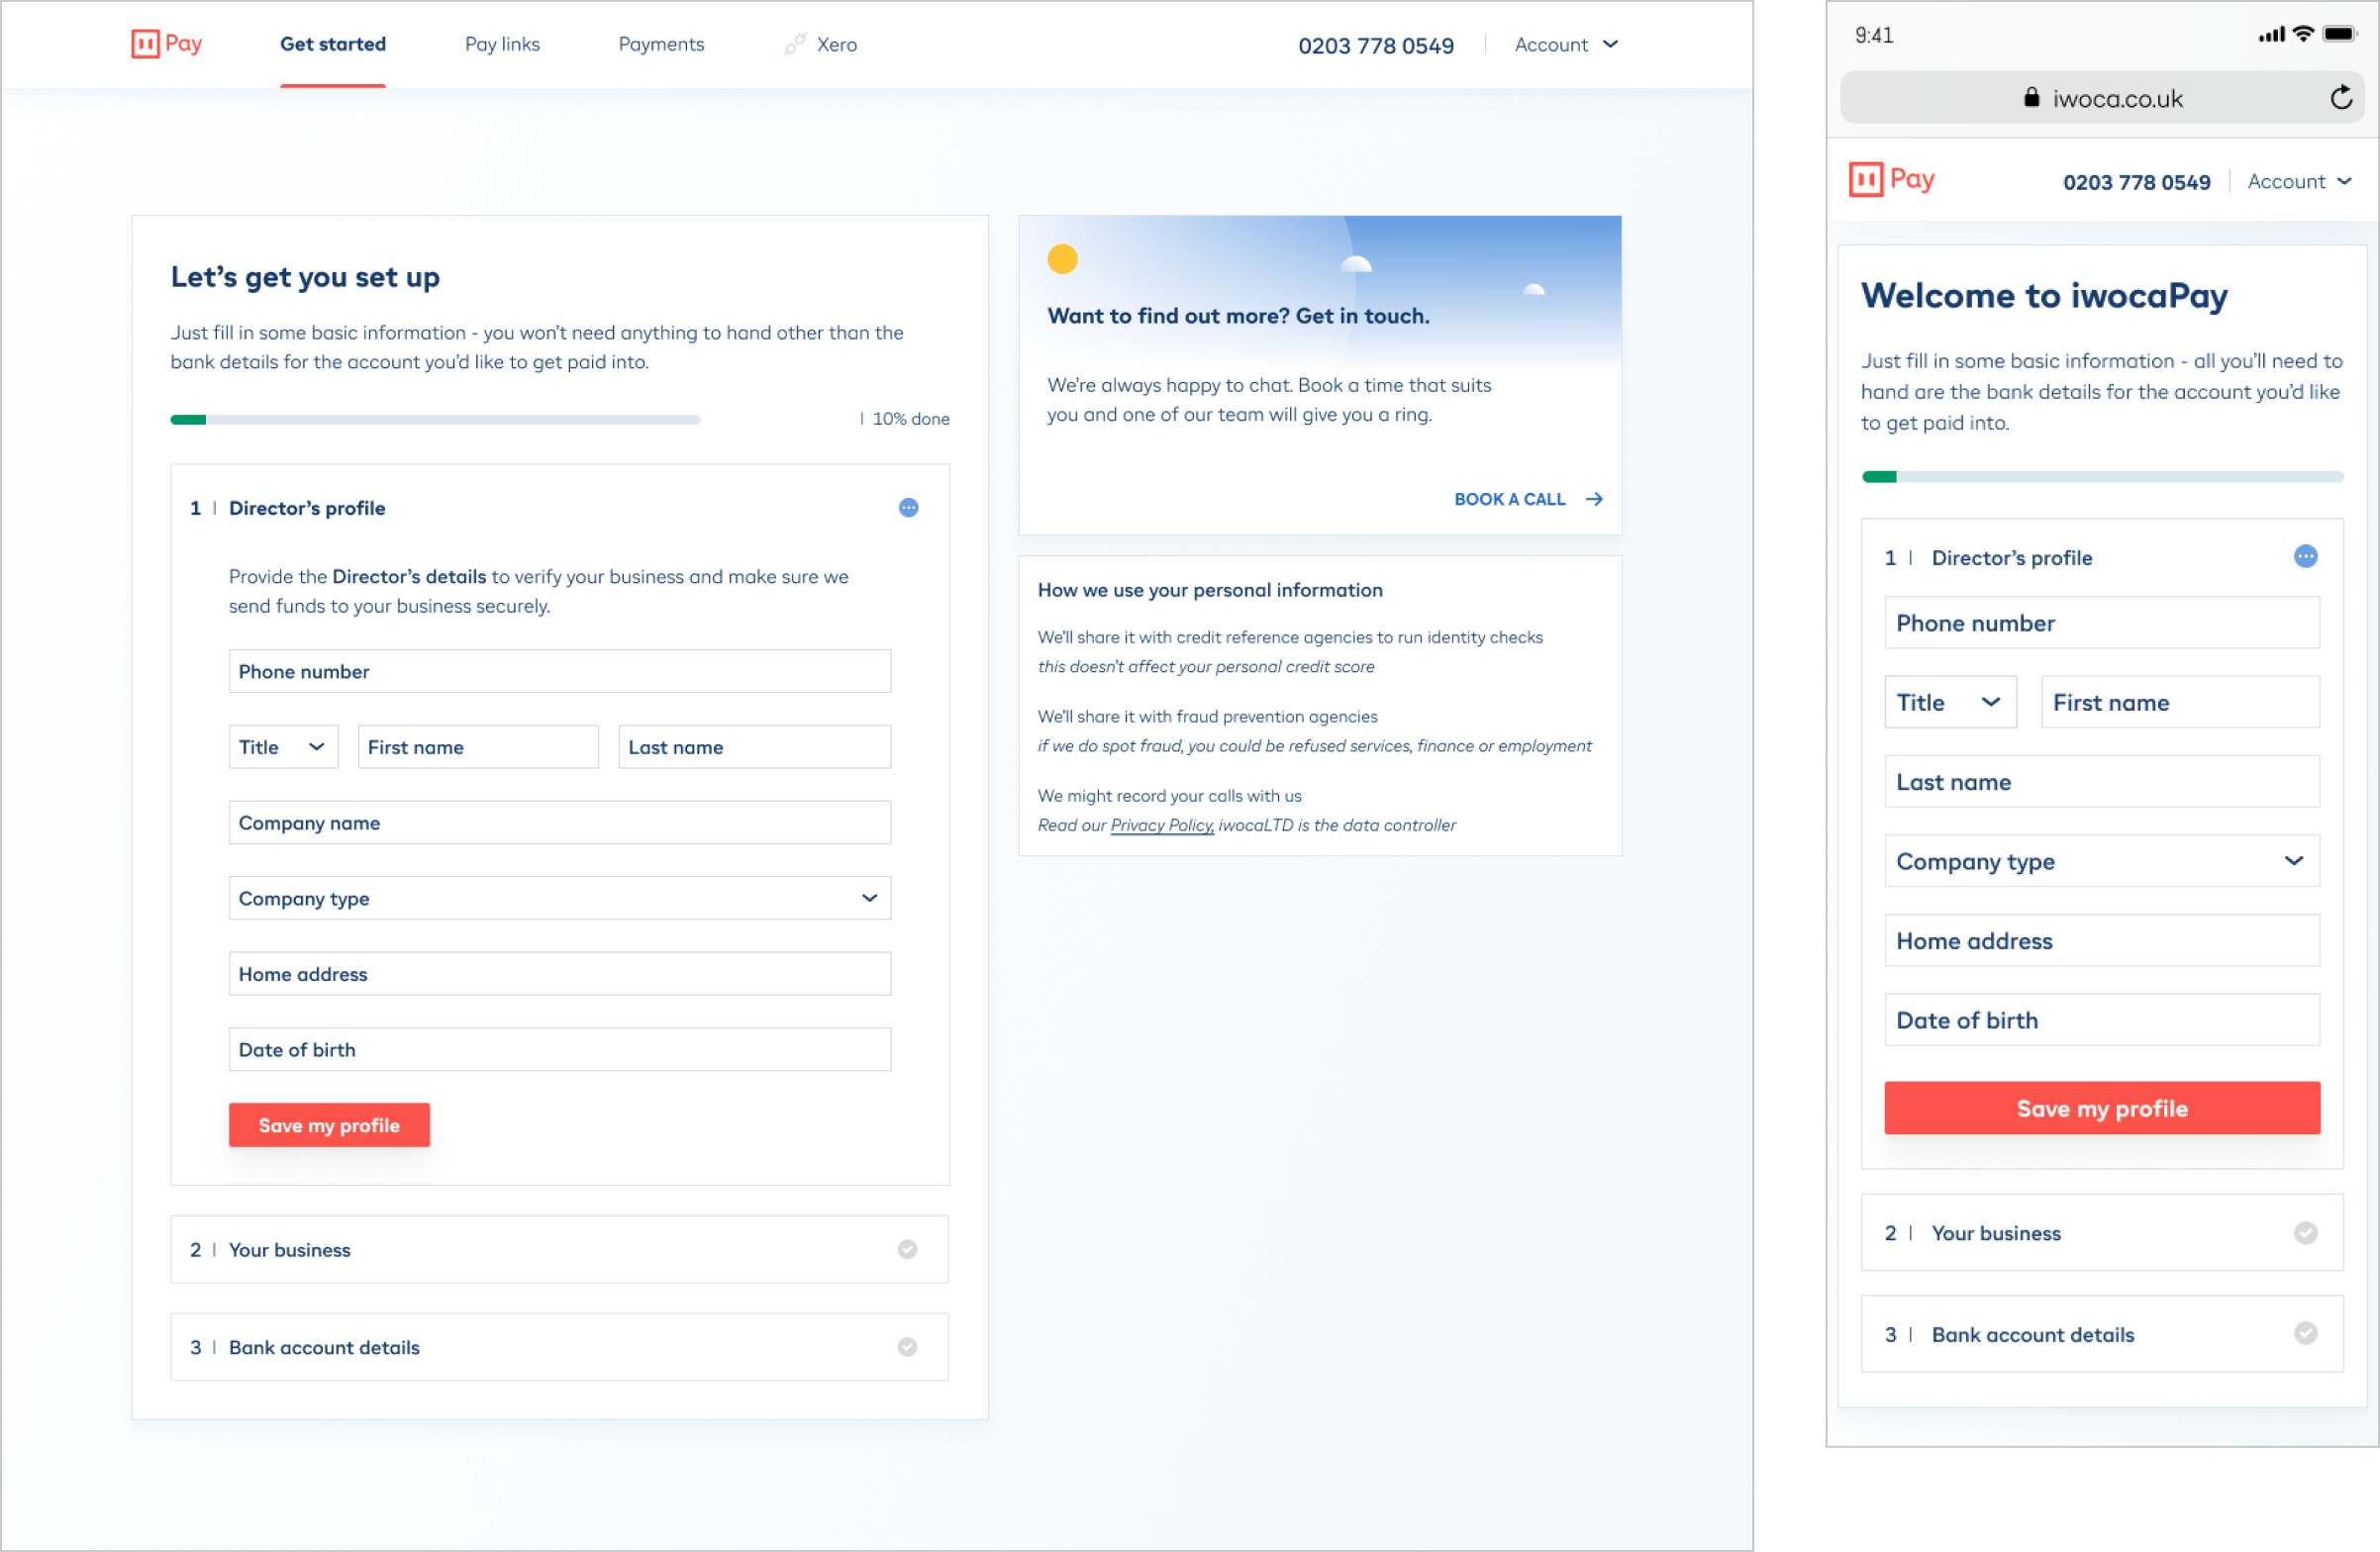 Pay
Get started
Pay links
Payments
Xero
0203 778 0549
Account
Let's get you set up
Just fill in some basic information - you won't need anything to hand other than the
bank details for the account you'd like to get paid into.
10% done
1 | Director's profile
Provide the Director's details to verify your business and make sure we
send funds to your business securely.
Phone number
Title
First name
Last name
Company name
Company type
Home address
Date of birth
Save my profile
2 | Your business
3 | Bank account details
Want to find out more? Get in touch.
We're always happy to chat. Book a time that suits
you and one of our team will give you a ring.
BOOK A CALL
How we use your personal information
We'll share it with credit reference agencies to run identity checks
this doesn't affect your personal credit score
We'll share it with fraud prevention agencies
if we do spot fraud, you could be refused services, finance or employment
We might record your calls with us
Read our Privacy Policy, iwocaLTD is the data controller
9:41
iwoca.co.uk
Pay
0203 778 0549
Account
Welcome to iwocaPay
Just fill in some basic information - all you'll need to
hand are the bank details for the account you'd like
to get paid into.
1 | Director's profile
Phone number
Title
First name
Last name
Company type
Home address
Date of birth
Save my profile
2 | Your business
3 | Bank account details